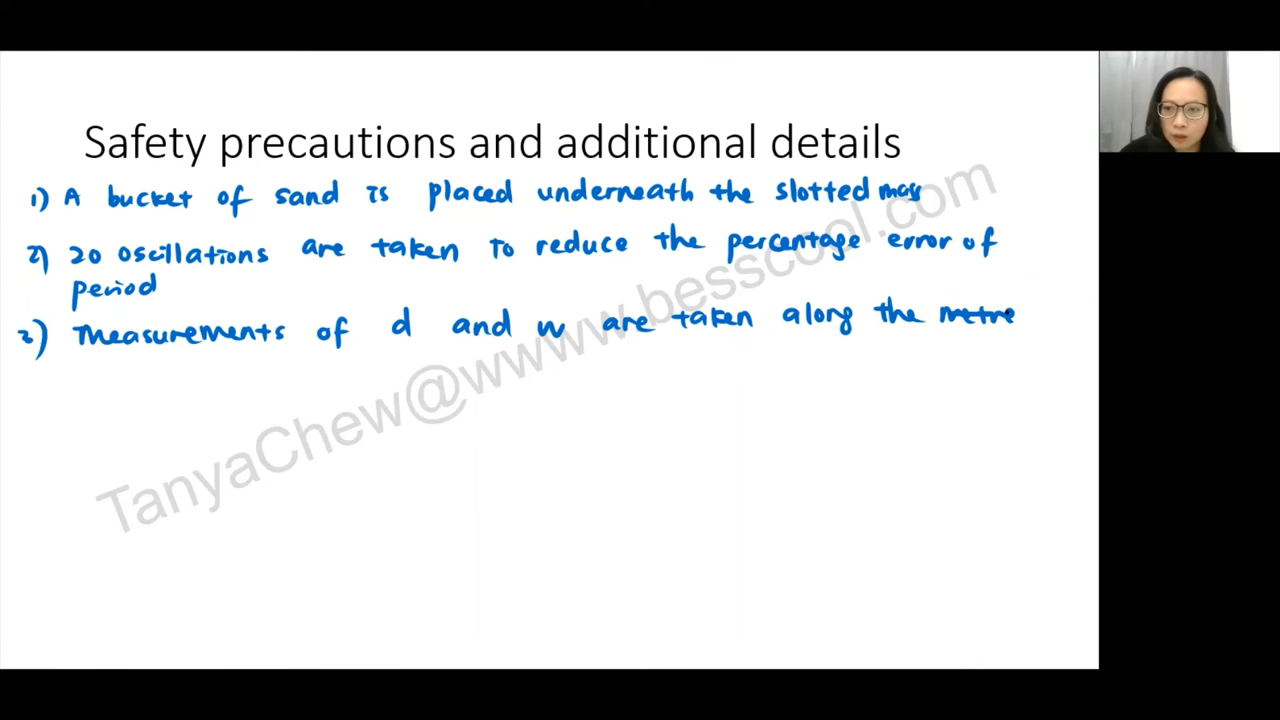 Safety precautions and additional details
1) A bucket of sand is placed underneath the slotted mass
2) 20 oscillations are taken to reduce the percentage error of
period
3) Measurements of d and w are taken along the metre
TanyaChew@wwww.besscool.com